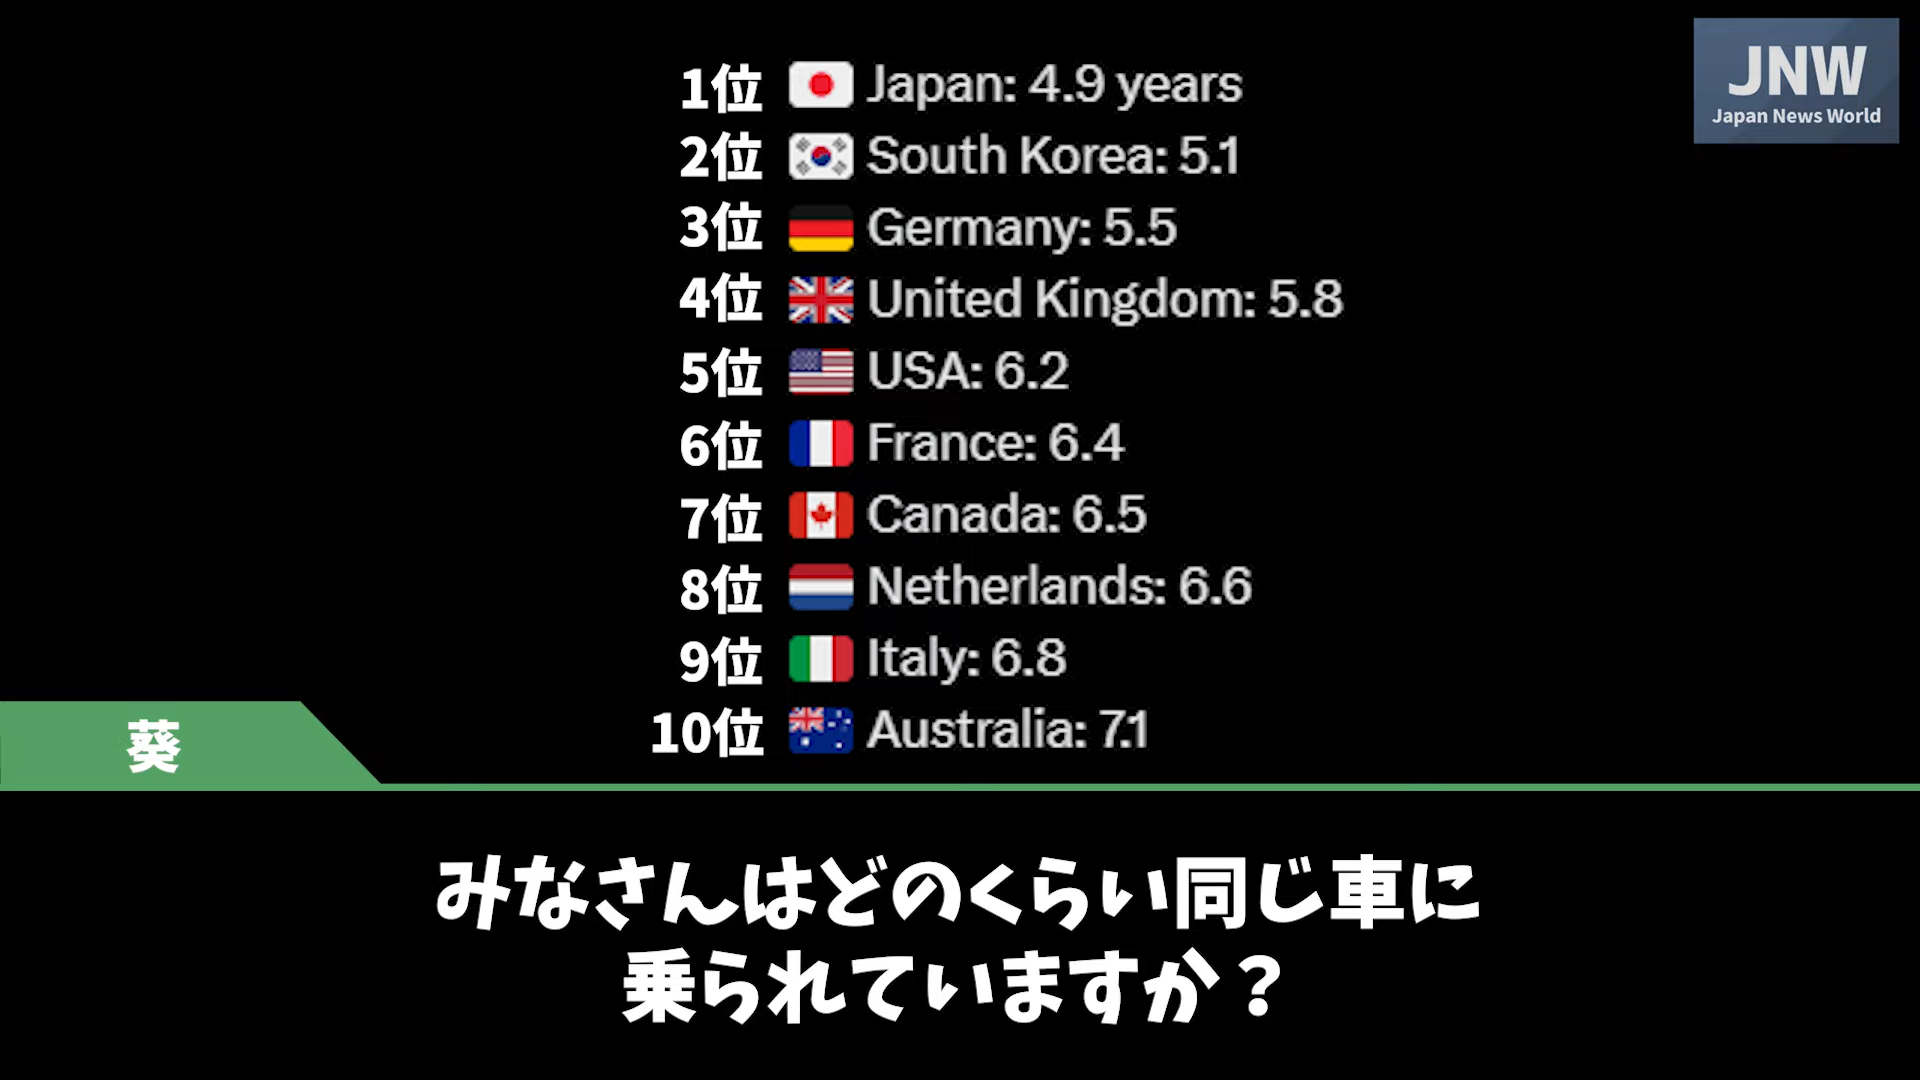 JNW
Japan News World
1位 Japan: 4.9 years
2位 South Korea: 5.1
3位 Germany: 5.5
4位 United Kingdom: 5.8
5位 USA: 6.2
6位 France: 6.4
7位 Canada: 6.5
8位 Netherlands: 6.6
9位 Italy: 6.8
10位 Australia: 7.1
葵
みなさんはどのくらい同じ車に
乗られていますか？